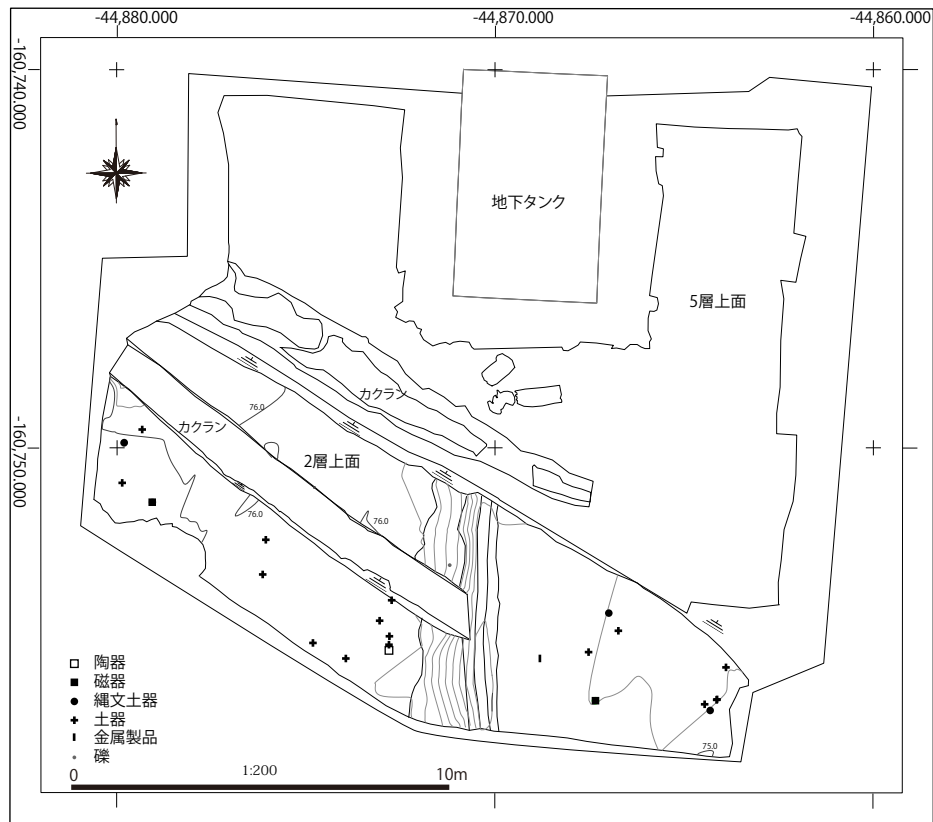 -44,880.000
-44,870.000
-44,860.000
-160,740.000
地下タンク
5層上面
カクラン
76.0
カクラン
2層上面
-160,750.000
76.0
76.0
陶器
磁器
縄文土器
土器
金属製品
礫
75.0
0
1:200
10m